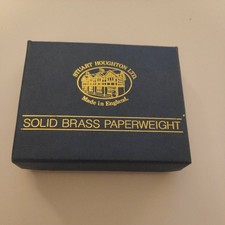 STUART HOUGHTON LTD.
Made in England.
SOLID BRASS PAPERWEIGHT